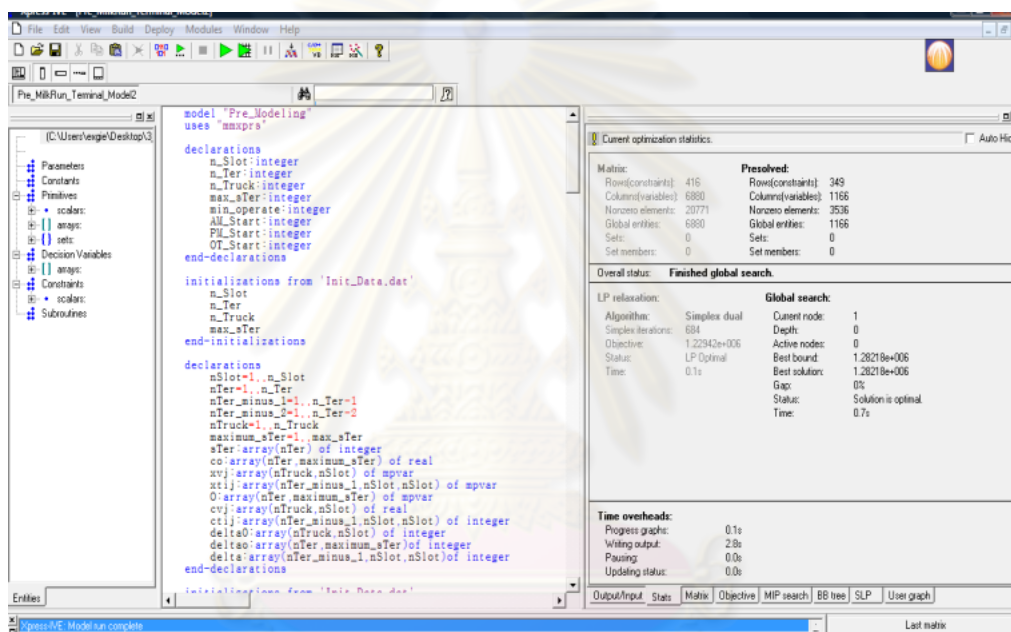 Xpress-IVE - (Pre_MilkRun_Terminal_Model2)
File Edit View Build Deploy Modules Window Help
Pre_MilkRun_Terminal_Model2
(C:\Users\exgie\Desktop\3
Parameters
Constants
Primitives
scalars:
arrays:
sets:
Decision Variables
arrays:
Constraints
scalars:
Subroutines
Entities
model "Pre_Modeling"
uses "mmxprs"
declarations
n_Slot:integer
n_Ter:integer
n_Truck:integer
max_sTer:integer
min_operate:integer
AM_Start:integer
PM_Start:integer
OT_Start:integer
end-declarations
initializations from 'Init_Data.dat'
n_Slot
n_Ter
n_Truck
max_sTer
end-initializations
declarations
nSlot=1..n_Slot
nTer=1..n_Ter
nTer_minus_1=1..n_Ter-1
nTer_minus_2=1..n_Ter-2
nTruck=1..n_Truck
maximum_sTer=1..max_sTer
sTer:array(nTer) of integer
co:array(nTer,maximum_sTer) of real
xvj:array(nTruck,nSlot) of mpvar
xtij:array(nTer_minus_1,nSlot,nSlot) of mpvar
O:array(nTer,maximum_sTer) of mpvar
cvj:array(nTruck,nSlot) of real
ctij:array(nTer_minus_1,nSlot,nSlot) of integer
deltaO:array(nTruck,nSlot) of integer
deltao:array(nTer,maximum_sTer)of integer
delta:array(nTer_minus_1,nSlot,nSlot)of integer
end-declarations
initializations from 'Init_Data.dat'
Current optimization statistics.
Auto Hid
Matrix: Presolved:
Rows(constraints): 416 Rows(constraints): 349
Columns(variables): 6880 Columns(variables): 1166
Nonzero elements: 20771 Nonzero elements: 3536
Global entities: 6880 Global entities: 1166
Sets: 0 Sets: 0
Set members: 0 Set members: 0
Overall status: Finished global search.
LP relaxation: Global search:
Algorithm: Simplex dual Current node: 1
Simplex iterations: 684 Depth: 0
Objective: 1.22942e+006 Active nodes: 0
Status: LP Optimal Best bound: 1.28218e+006
Time: 0.1s Best solution: 1.28218e+006
Gap: 0%
Status: Solution is optimal.
Time: 0.7s
Time overheads:
Progress graphs: 0.1s
Writing output: 2.8s
Pausing: 0.0s
Updating status: 0.0s
Output/Input Stats Matrix Objective MIP search BB tree SLP User graph
Xpress-IVE: Model run complete
Last matrix